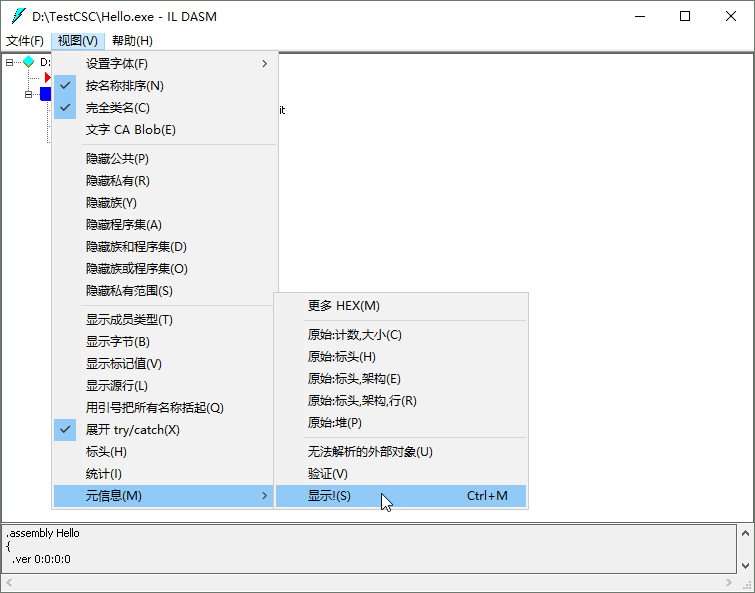 D:\TestCSC\Hello.exe - IL DASM
文件(F) 视图(V) 帮助(H)
D:
it
设置字体(F)
按名称排序(N)
完全类名(C)
文字 CA Blob(E)
隐藏公共(P)
隐藏私有(R)
隐藏族(Y)
隐藏程序集(A)
隐藏族和程序集(D)
隐藏族或程序集(O)
隐藏私有范围(S)
显示成员类型(T)
显示字节(B)
显示标记值(V)
显示源行(L)
用引号把所有名称括起(Q)
展开 try/catch(X)
标头(H)
统计(I)
元信息(M)
更多 HEX(M)
原始:计数,大小(C)
原始:标头(H)
原始:标头,架构(E)
原始:标头,架构,行(R)
原始:堆(P)
无法解析的外部对象(U)
验证(V)
显示!(S) Ctrl+M
.assembly Hello
{
.ver 0:0:0:0